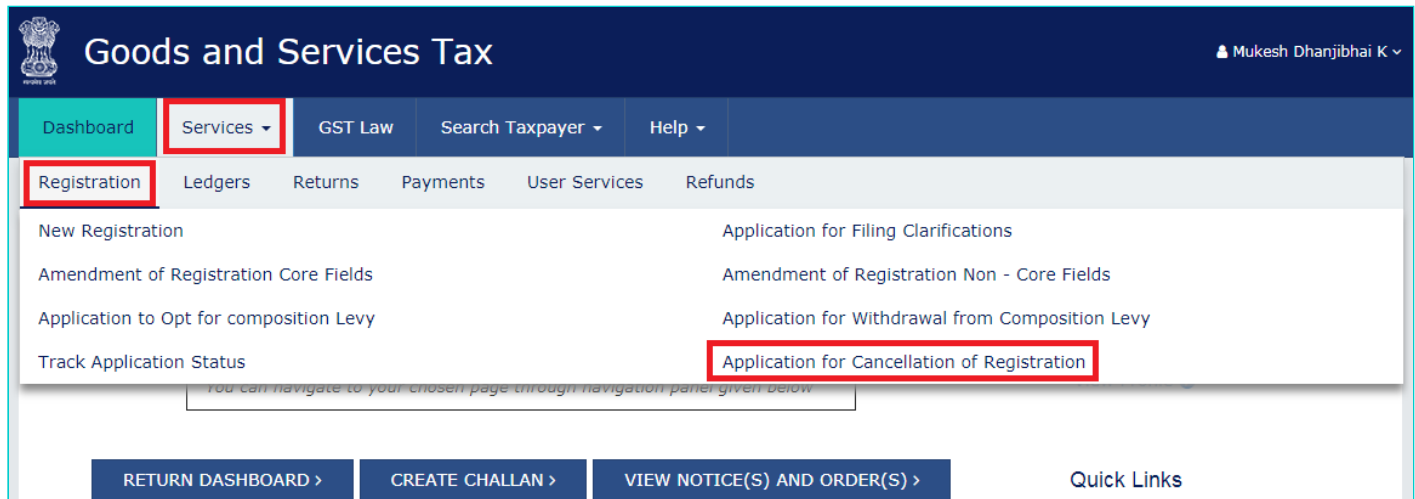 Goods and Services Tax
Mukesh Dhanjibhai K
Dashboard Services GST Law Search Taxpayer Help
Registration Ledgers Returns Payments User Services Refunds
New Registration Application for Filing Clarifications
Amendment of Registration Core Fields Amendment of Registration Non - Core Fields
Application to Opt for composition Levy Application for Withdrawal from Composition Levy
Track Application Status Application for Cancellation of Registration
You can navigate to your chosen page through navigation panel given below
RETURN DASHBOARD > CREATE CHALLAN > VIEW NOTICE(S) AND ORDER(S) > Quick Links